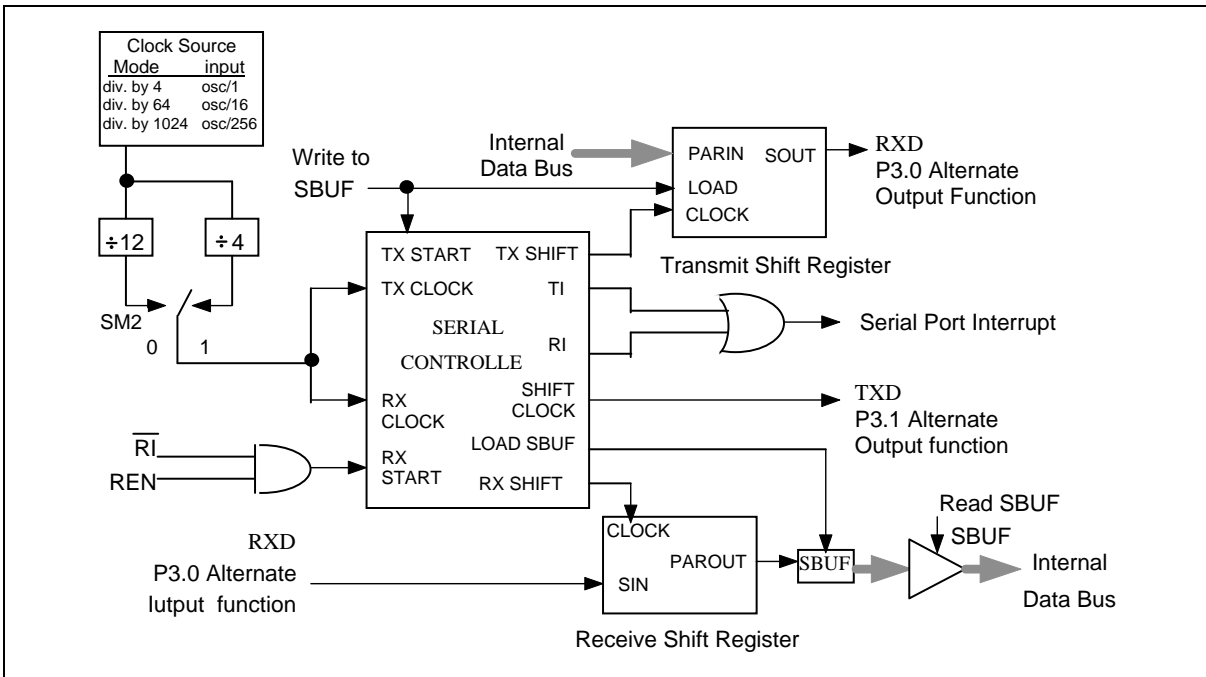 Clock Source
Mode input
div. by 4 osc/1
div. by 64 osc/16
div. by 1024 osc/256
÷12
÷4
SM2
0 1
Write to
SBUF
Internal
Data Bus
PARIN SOUT
LOAD
CLOCK
Transmit Shift Register
RXD
P3.0 Alternate
Output Function
TX START TX SHIFT
TX CLOCK TI
SERIAL
RI
CONTROLLE
SHIFT
CLOCK
RX
CLOCK
LOAD SBUF
RX
START
RX SHIFT
Serial Port Interrupt
TXD
P3.1 Alternate
Output function
RI
REN
RXD
P3.0 Alternate
Iutput function
CLOCK
PAROUT
SIN
Receive Shift Register
SBUF
Read SBUF
SBUF
Internal
Data Bus